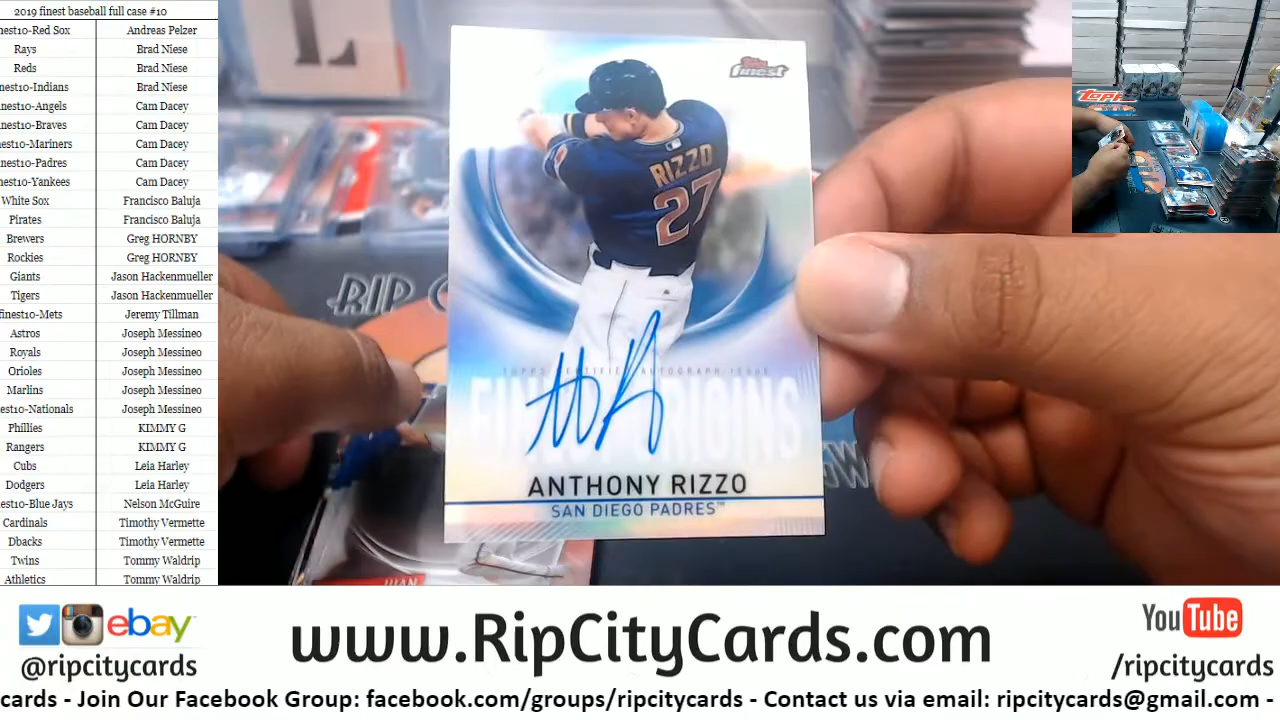 2019 finest baseball full case #10
nest10-Red Sox Andreas Pelzer
Rays Brad Niese
Reds Brad Niese
nest10-Indians Brad Niese
nest10-Angels Cam Dacey
nest10-Braves Cam Dacey
nest10-Mariners Cam Dacey
nest10-Padres Cam Dacey
nest10-Yankees Cam Dacey
White Sox Francisco Baluja
Pirates Francisco Baluja
Brewers Greg HORNBY
Rockies Greg HORNBY
Giants Jason Hackenmueller
Tigers Jason Hackenmueller
finest10-Mets Jeremy Tillman
Astros Joseph Messineo
Royals Joseph Messineo
Orioles Joseph Messineo
Marlins Joseph Messineo
nest10-Nationals Joseph Messineo
Phillies KIMMY G
Rangers KIMMY G
Cubs Leia Harley
Dodgers Leia Harley
est10-Blue Jays Nelson McGuire
Cardinals Timothy Vermette
Dbacks Timothy Vermette
Twins Tommy Waldrip
Athletics Tommy Waldrip
Topps
finest
RIZZO
27
RIP
TOPPS CERTIFIED AUTOGRAPH ISSUE
ANTHONY RIZZO
SAN DIEGO PADRES™
Topps
ebay
@ripcitycards
www.RipCityCards.com
YouTube
/ripcitycards
cards - Join Our Facebook Group: facebook.com/groups/ripcitycards - Contact us via email: ripcitycards@gmail.com -